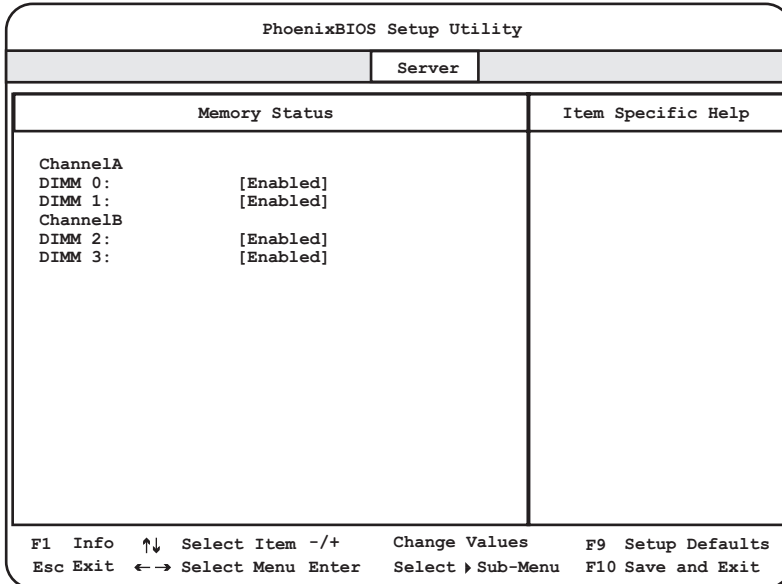 PhoenixBIOS Setup Utility
Server
Memory Status Item Specific Help
ChannelA
DIMM 0: [Enabled]
DIMM 1: [Enabled]
ChannelB
DIMM 2: [Enabled]
DIMM 3: [Enabled]
F1 Info ↑↓ Select Item -/+ Change Values F9 Setup Defaults
Esc Exit ←→ Select Menu Enter Select ▸ Sub-Menu F10 Save and Exit